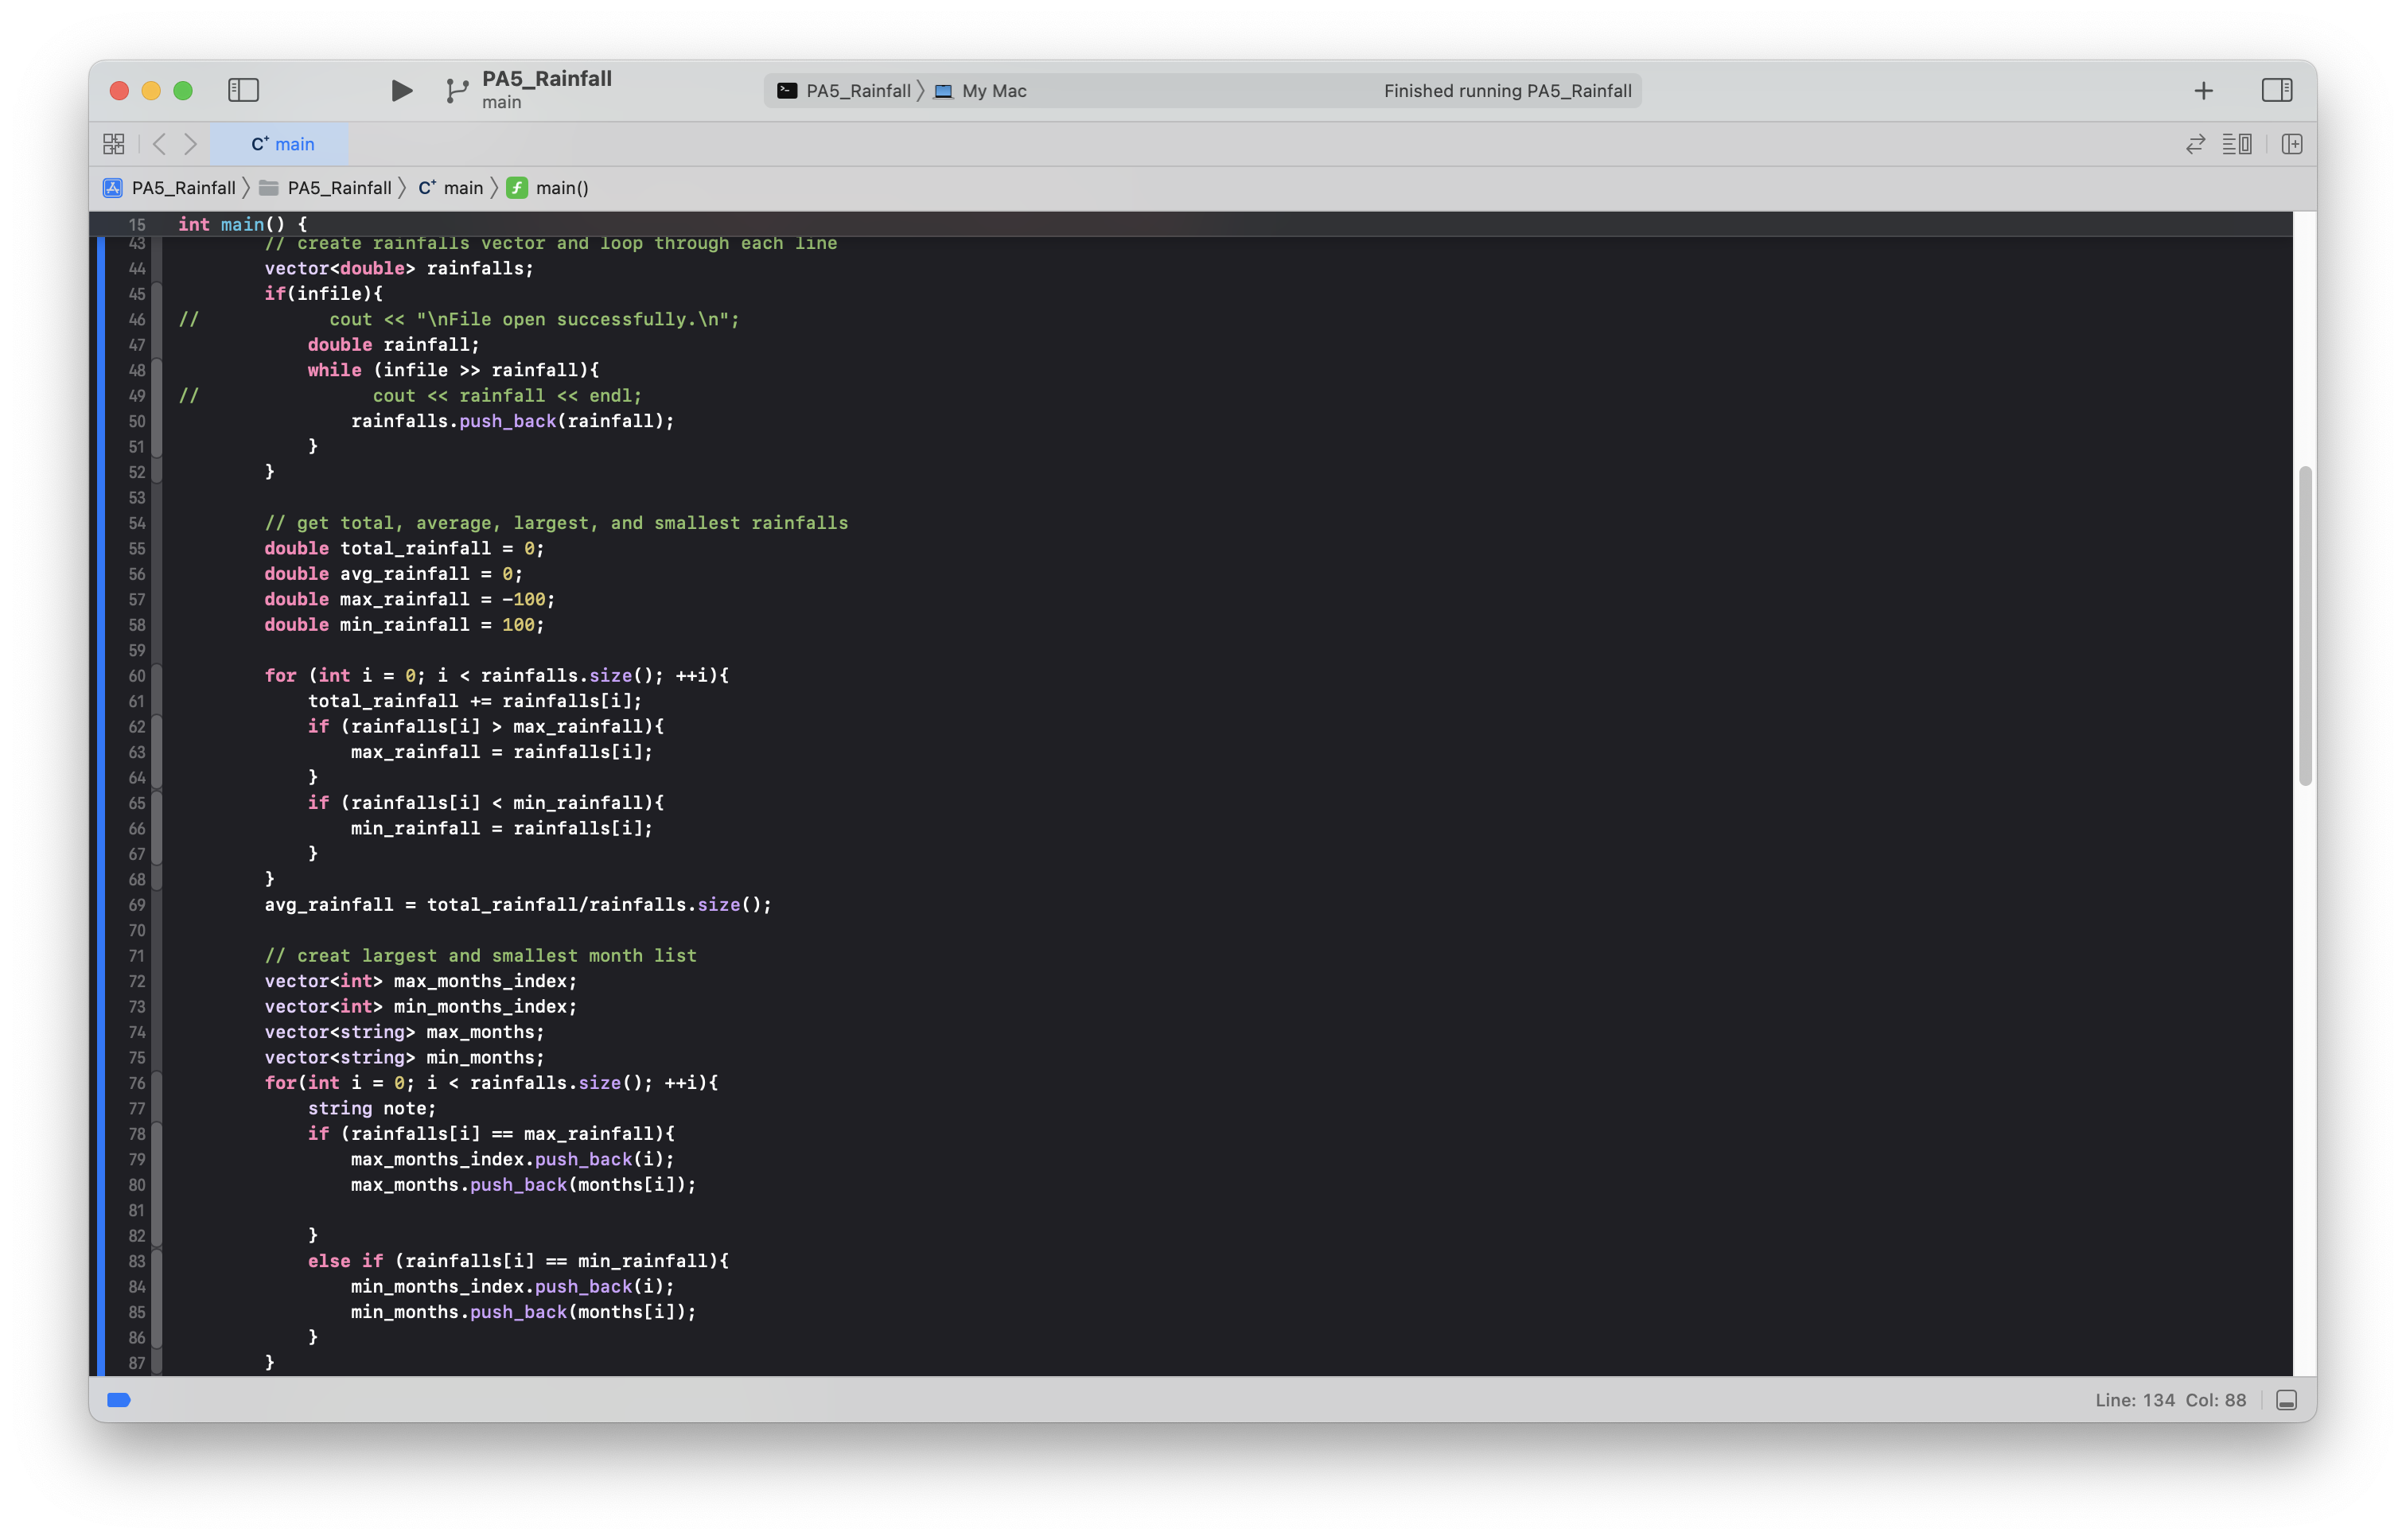 PA5_Rainfall
main
PA5_Rainfall
My Mac
Finished running PA5_Rainfall
C+ main
PA5_Rainfall
PA5_Rainfall
C+ main
f main()
15 int main() {
43         // create rainfalls vector and loop through each line
44         vector<double> rainfalls;
45         if(infile){
46 //            cout << "\nFile open successfully.\n";
47             double rainfall;
48             while (infile >> rainfall){
49 //                cout << rainfall << endl;
50                 rainfalls.push_back(rainfall);
51             }
52         }
53
54         // get total, average, largest, and smallest rainfalls
55         double total_rainfall = 0;
56         double avg_rainfall = 0;
57         double max_rainfall = -100;
58         double min_rainfall = 100;
59
60         for (int i = 0; i < rainfalls.size(); ++i){
61             total_rainfall += rainfalls[i];
62             if (rainfalls[i] > max_rainfall){
63                 max_rainfall = rainfalls[i];
64             }
65             if (rainfalls[i] < min_rainfall){
66                 min_rainfall = rainfalls[i];
67             }
68         }
69         avg_rainfall = total_rainfall/rainfalls.size();
70
71         // creat largest and smallest month list
72         vector<int> max_months_index;
73         vector<int> min_months_index;
74         vector<string> max_months;
75         vector<string> min_months;
76         for(int i = 0; i < rainfalls.size(); ++i){
77             string note;
78             if (rainfalls[i] == max_rainfall){
79                 max_months_index.push_back(i);
80                 max_months.push_back(months[i]);
81
82             }
83             else if (rainfalls[i] == min_rainfall){
84                 min_months_index.push_back(i);
85                 min_months.push_back(months[i]);
86             }
87         }
Line: 134 Col: 88